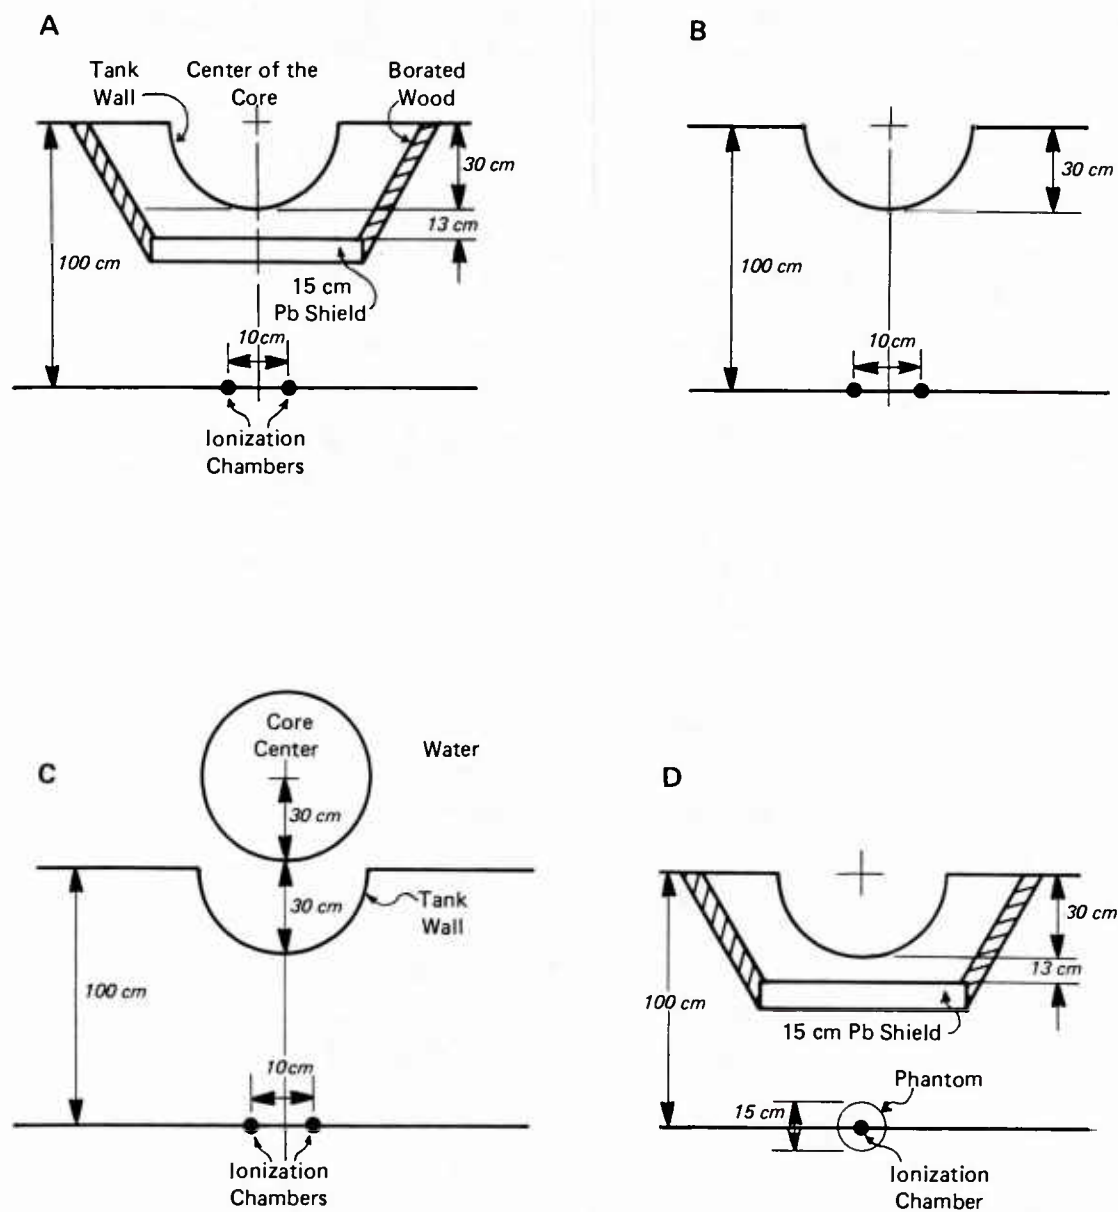 A
Tank
Wall
Center of the
Core
Borated
Wood
30 cm
13 cm
100 cm
15 cm
Pb Shield
10cm
Ionization
Chambers
B
30 cm
100 cm
10cm
C
Core
Center
Water
30 cm
30 cm
Tank
Wall
100 cm
10cm
Ionization
Chambers
D
30 cm
13 cm
100 cm
15 cm Pb Shield
Phantom
15 cm
Ionization
Chamber